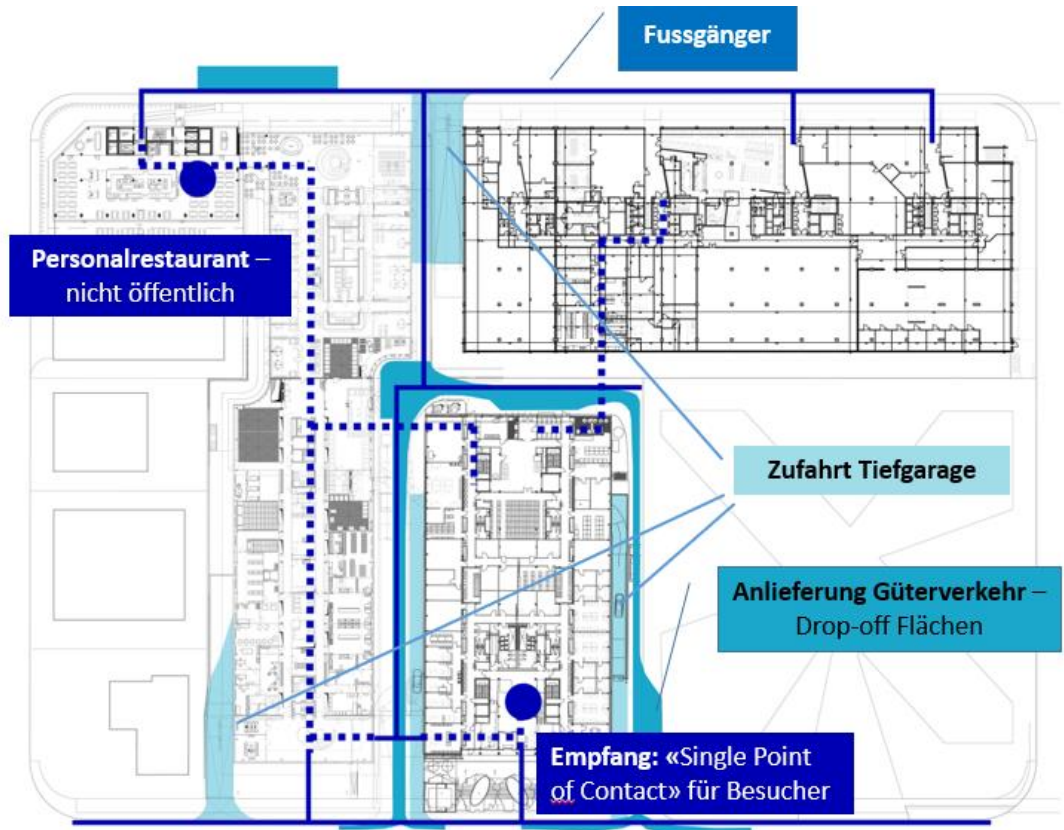 Fussgänger
Personalrestaurant –
nicht öffentlich
Zufahrt Tiefgarage
Anlieferung Güterverkehr –
Drop-off Flächen
Empfang: «Single Point
of Contact» für Besucher